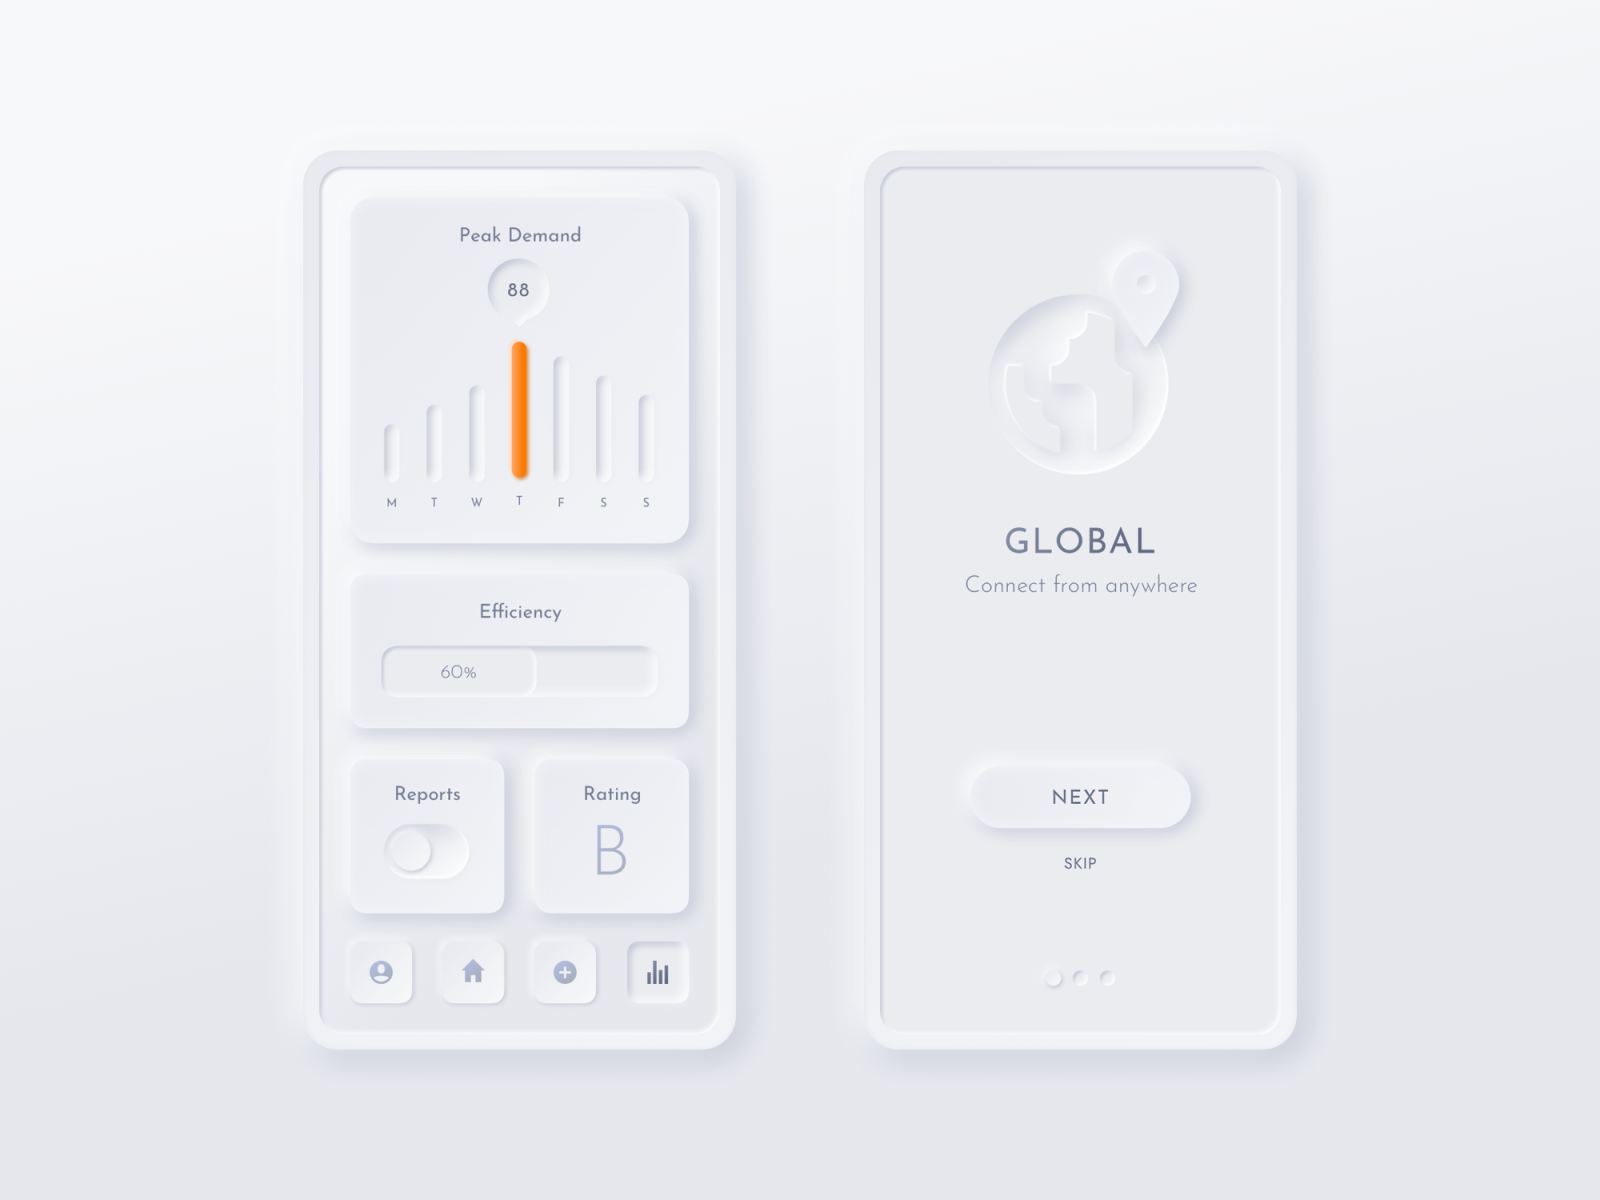 Peak Demand
88
M T W T F S S
Efficiency
60%
Reports
Rating
B
GLOBAL
Connect from anywhere
NEXT
SKIP